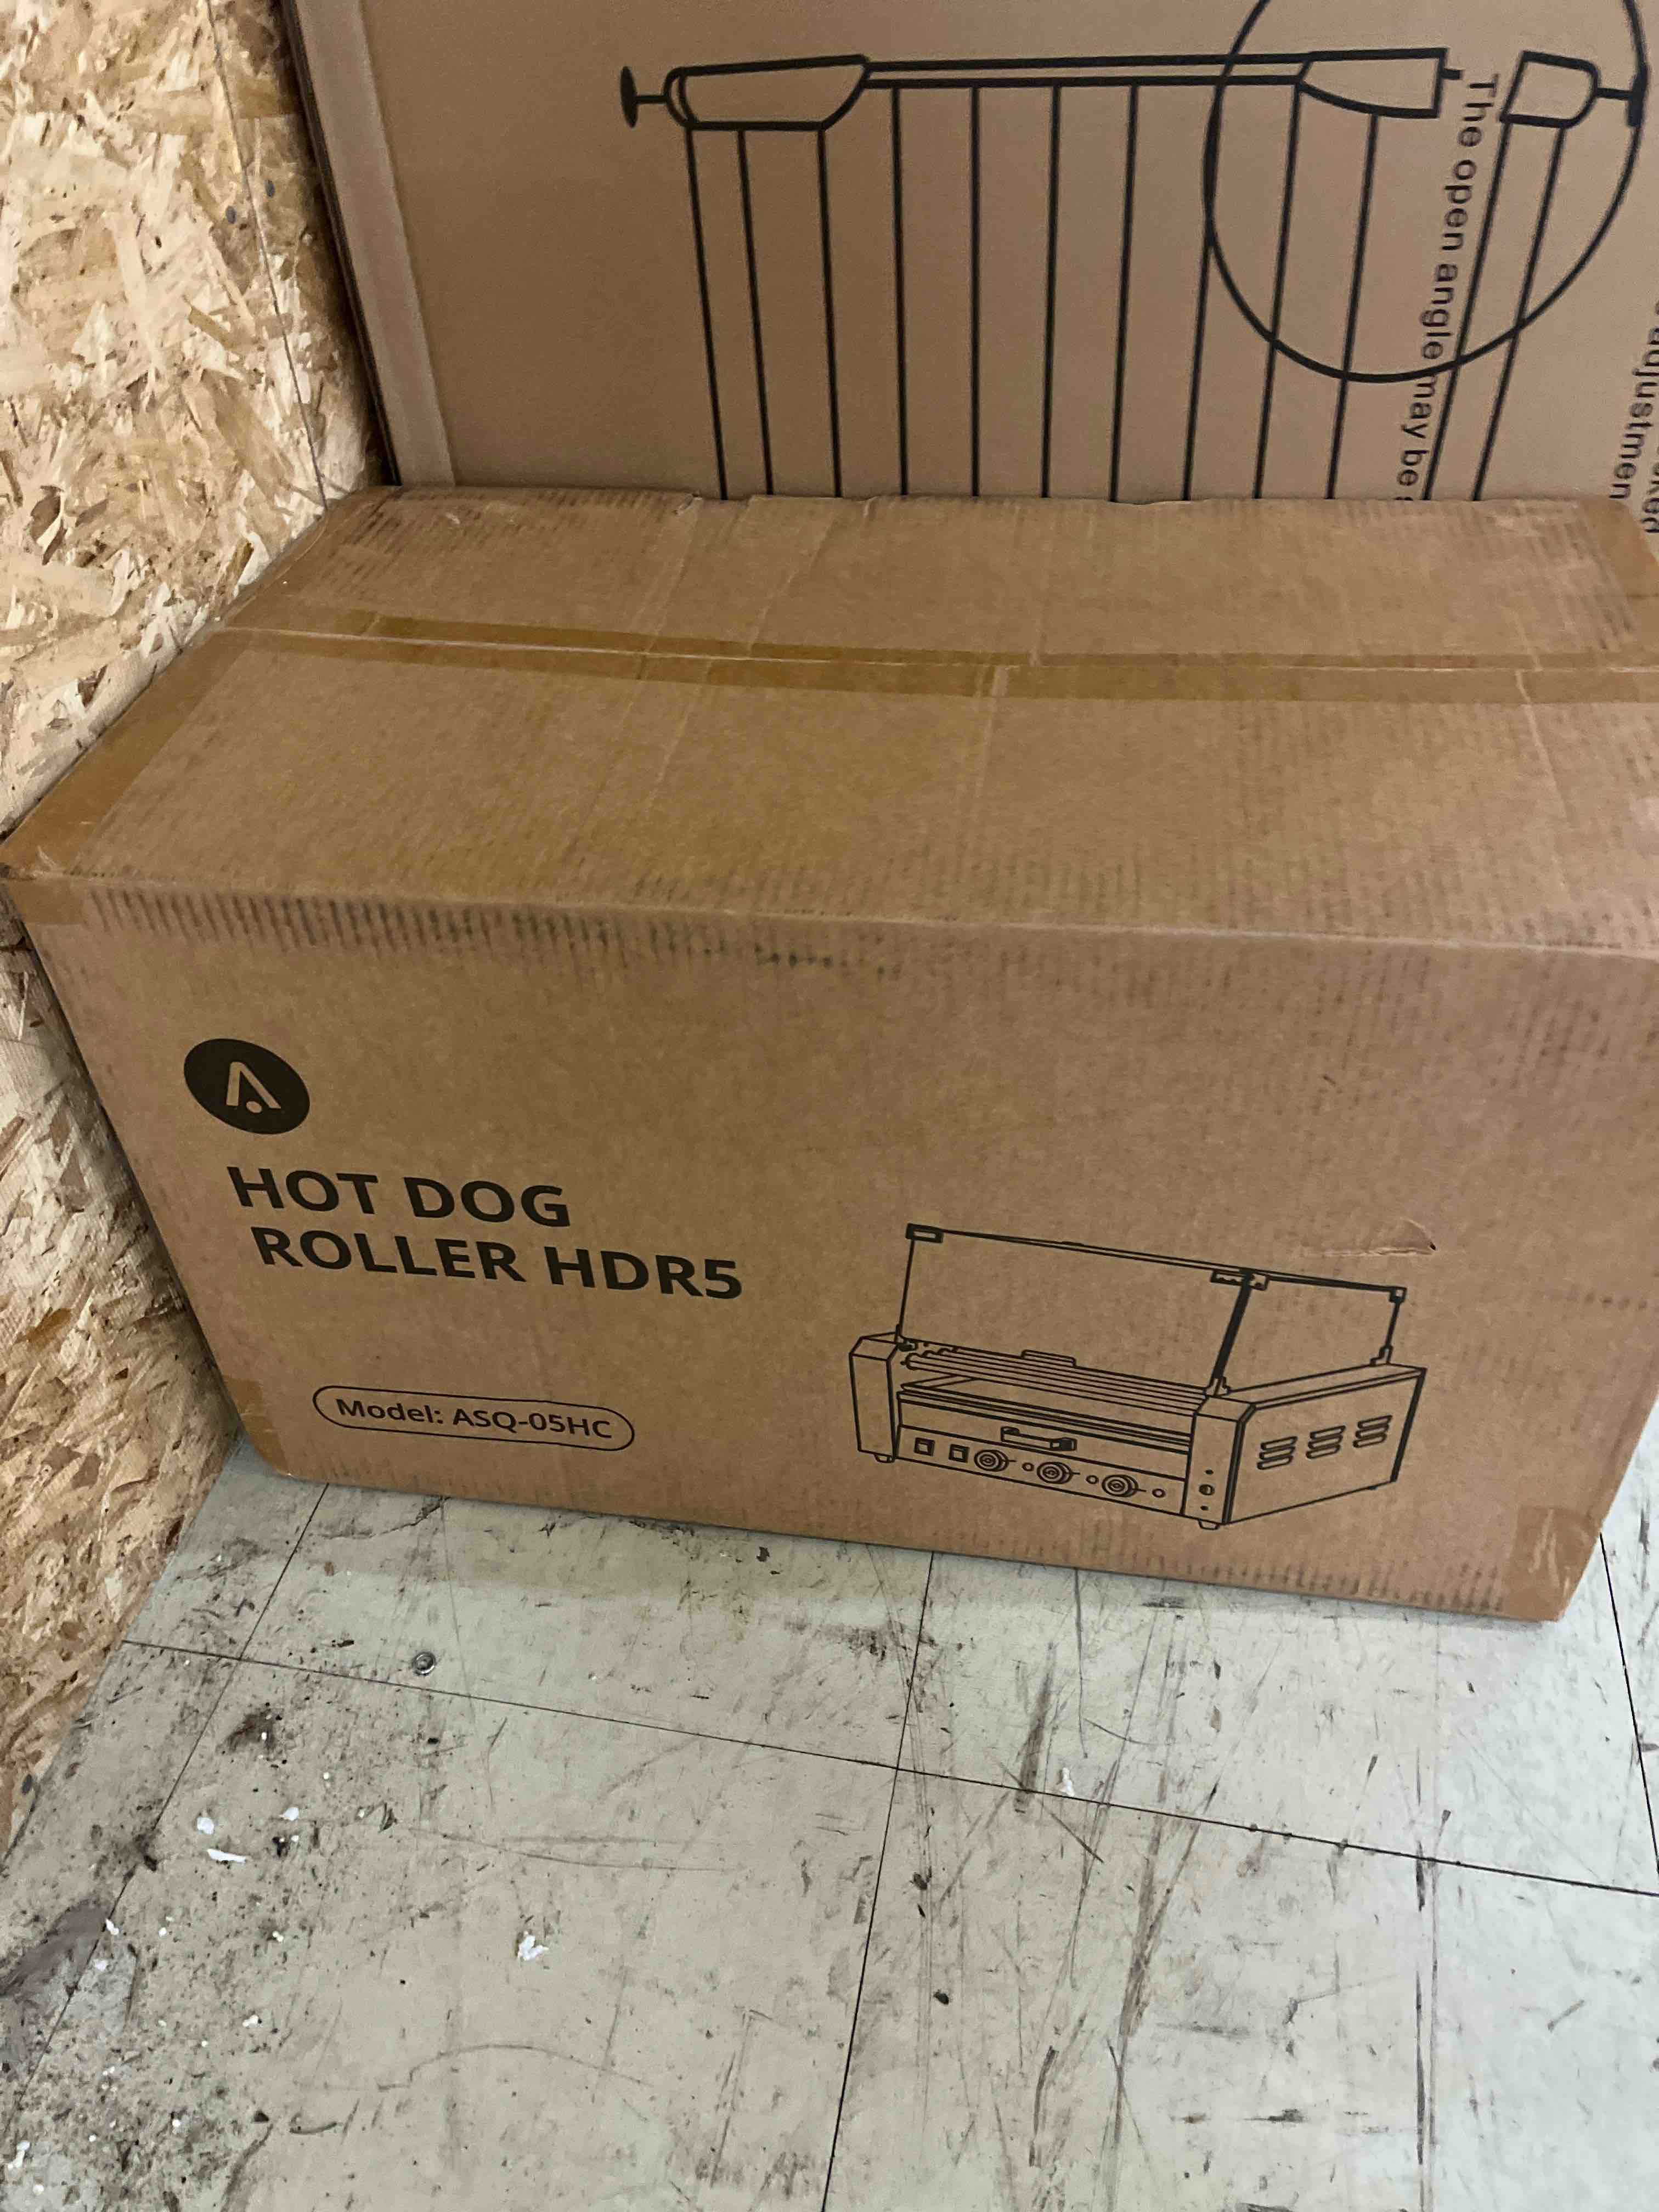 The open angle may be
adjustmen
HOT DOG
ROLLER HDR5
Model: ASQ-05HC